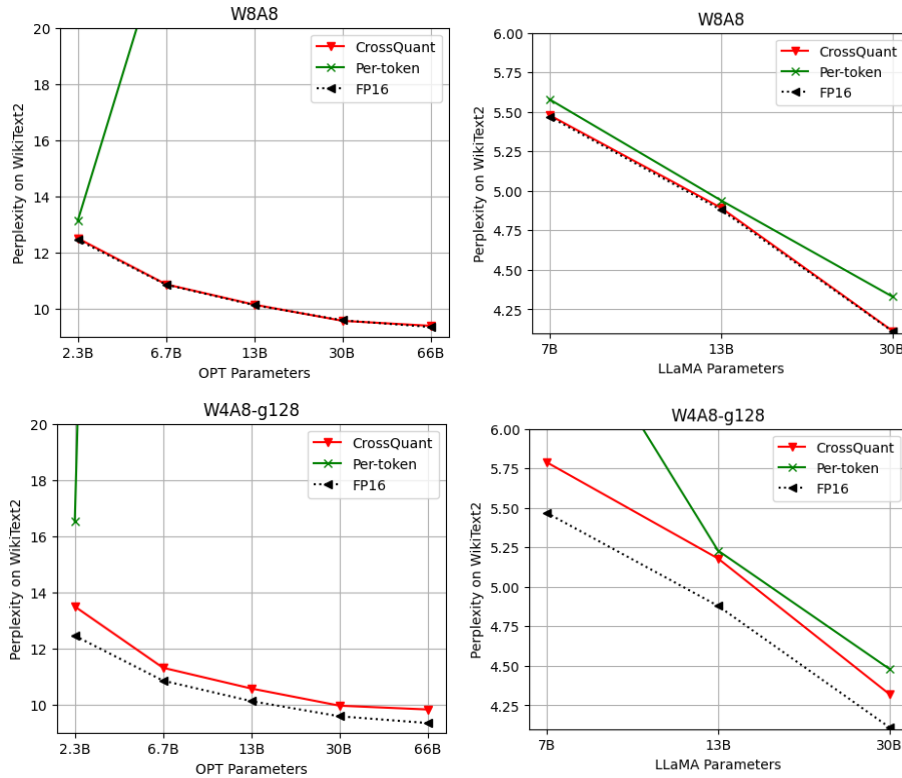 W8A8
20
18
16
14
12
10
Perplexity on WikiText2
CrossQuant
Per-token
FP16
2.3B 6.7B 13B 30B 66B
OPT Parameters
W8A8
6.00
5.75
5.50
5.25
5.00
4.75
4.50
4.25
Perplexity on WikiText2
CrossQuant
Per-token
FP16
7B 13B 30B
LLaMA Parameters
W4A8-g128
20
18
16
14
12
10
Perplexity on WikiText2
CrossQuant
Per-token
FP16
2.3B 6.7B 13B 30B 66B
OPT Parameters
W4A8-g128
6.00
5.75
5.50
5.25
5.00
4.75
4.50
4.25
Perplexity on WikiText2
CrossQuant
Per-token
FP16
7B 13B 30B
LLaMA Parameters